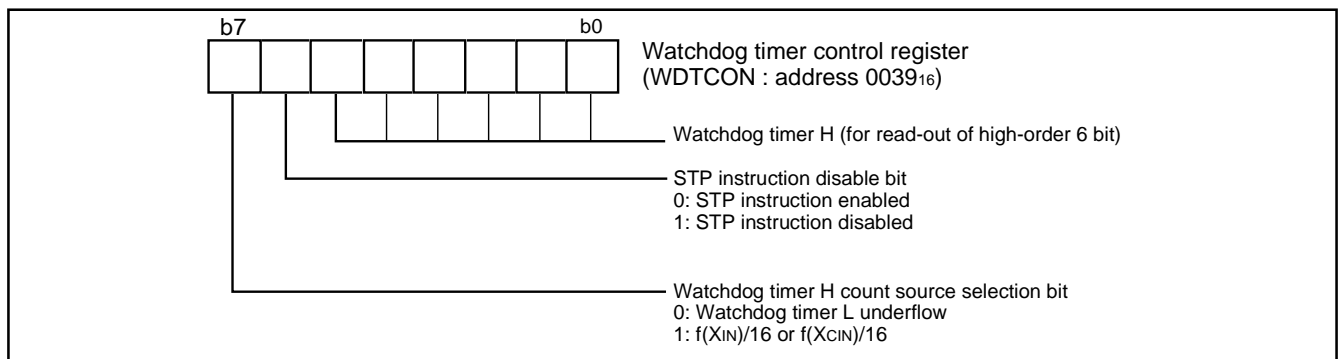 b7 b0
Watchdog timer control register
(WDTCON : address 003916)
Watchdog timer H (for read-out of high-order 6 bit)
STP instruction disable bit
0: STP instruction enabled
1: STP instruction disabled
Watchdog timer H count source selection bit
0: Watchdog timer L underflow
1: f(XIN)/16 or f(XCIN)/16